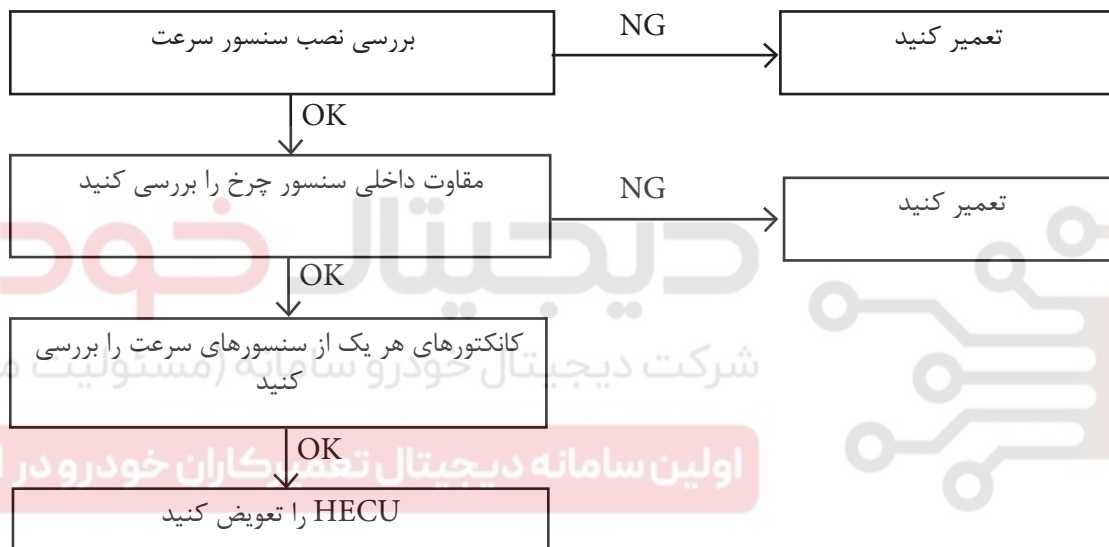 بررسی نصب سنسور سرعت
NG
تعمیر کنید
OK
مقاوت داخلی سنسور چرخ را بررسی کنید
NG
تعمیر کنید
دیجیتال خود
OK
کانکتورهای هر یک از سنسورهای سرعت را بررسی
کنید
شرکت دیجیتال خودرو سامانه (مسئولیت
OK
اولین سامانه دیجیتال تعمیرکاران خودرو در
HECU را تعویض کنید